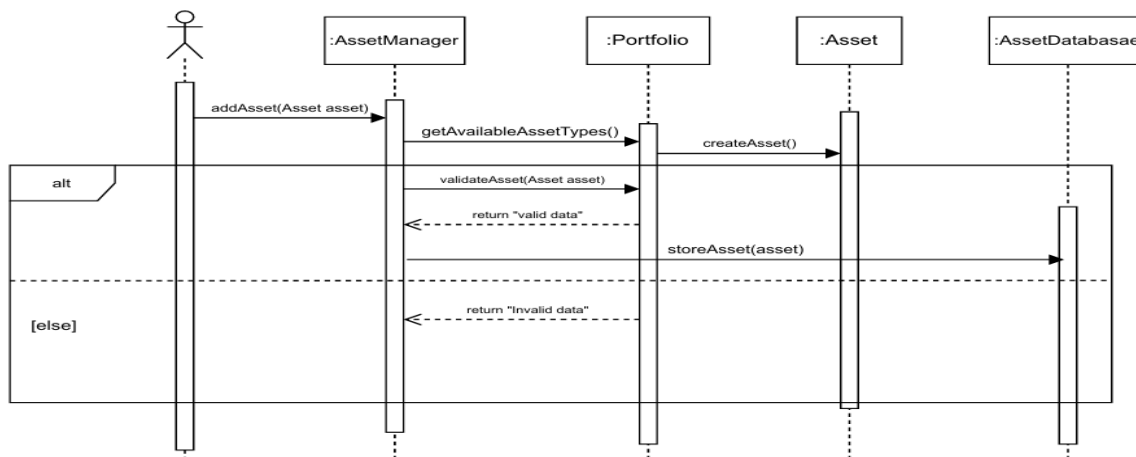 :AssetManager
:Portfolio
:Asset
:AssetDatabasae
addAsset(Asset asset)
getAvailableAssetTypes()
createAsset()
alt
validateAsset(Asset asset)
return "valid data"
storeAsset(asset)
return "Invalid data"
[else]